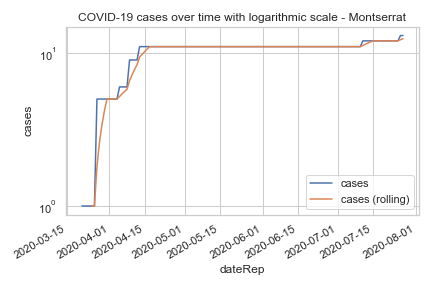 COVID-19 cases over time with logarithmic scale - Montserrat
10¹
10⁰
cases
cases
cases (rolling)
2020-03-15
2020-04-01
2020-04-15
2020-05-01
2020-05-15
2020-06-01
2020-06-15
2020-07-01
2020-07-15
2020-08-01
dateRep